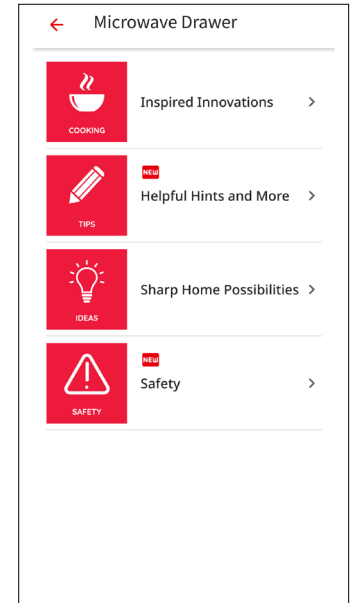 Microwave Drawer
COOKING
Inspired Innovations
NEW
Helpful Hints and More
TIPS
Sharp Home Possibilities
IDEAS
NEW
Safety
SAFETY